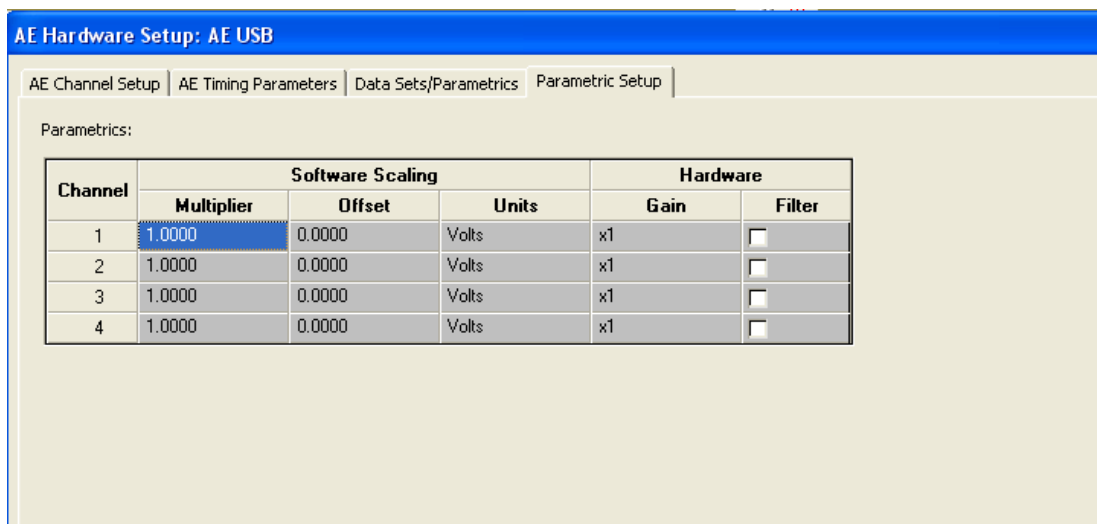 AE Hardware Setup: AE USB
AE Channel Setup AE Timing Parameters Data Sets/Parametrics Parametric Setup
Parametrics:
Channel Software Scaling Hardware
Multiplier Offset Units Gain Filter
1 1.0000 0.0000 Volts x1
2 1.0000 0.0000 Volts x1
3 1.0000 0.0000 Volts x1
4 1.0000 0.0000 Volts x1